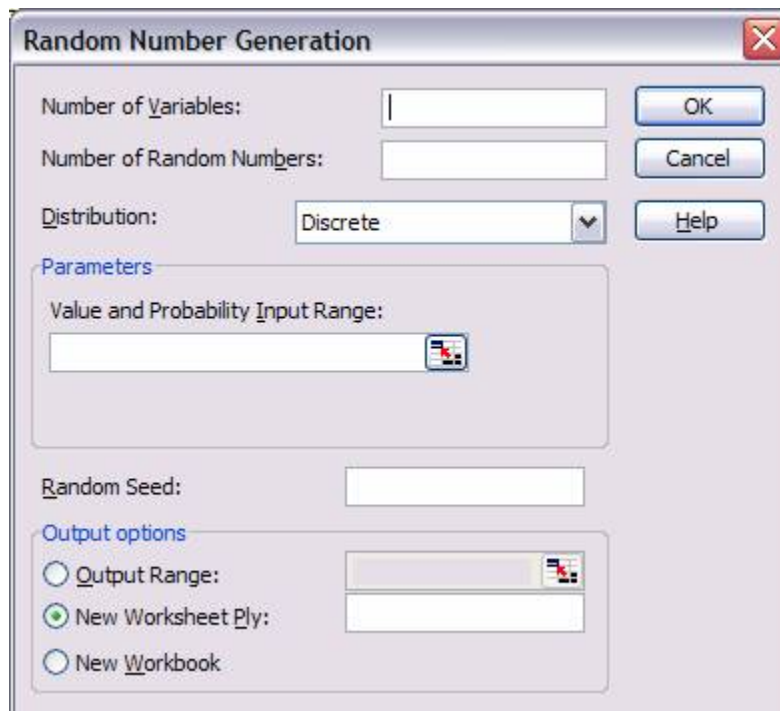 Random Number Generation
Number of Variables:
OK
Number of Random Numbers:
Cancel
Distribution:
Discrete
Help
Parameters
Value and Probability Input Range:
Random Seed:
Output options
Output Range:
New Worksheet Ply:
New Workbook